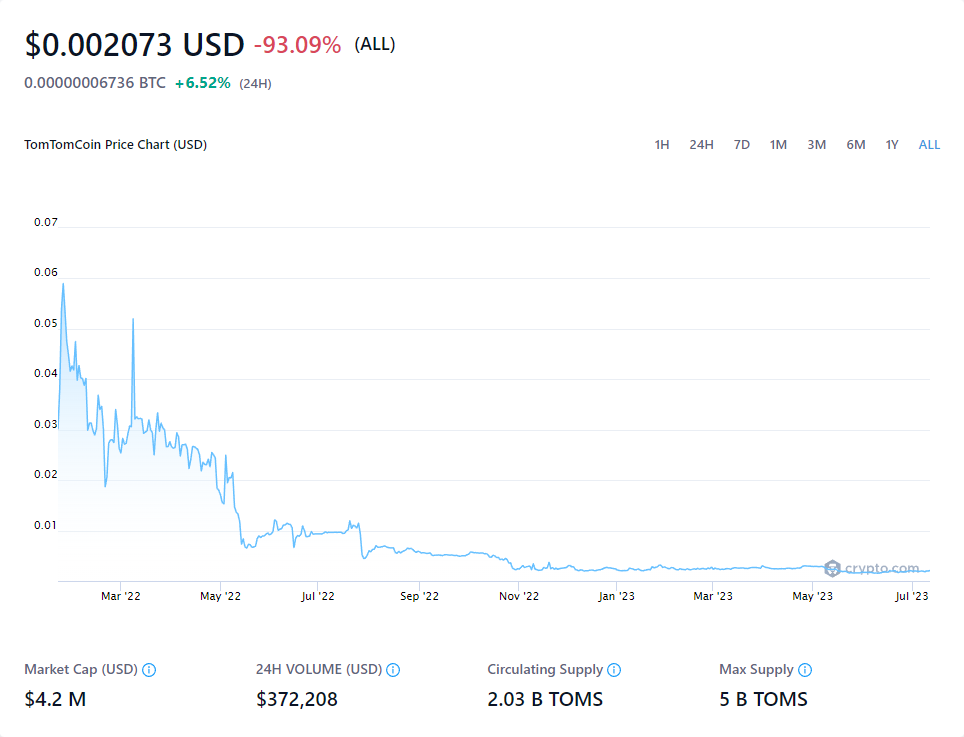 $0.002073 USD -93.09% (ALL)
0.00000006736 BTC +6.52% (24H)
TomTomCoin Price Chart (USD)
1H 24H 7D 1M 3M 6M 1Y ALL
0.07
0.06
0.05
0.04
0.03
0.02
0.01
crypto.com
Mar '22 May '22 Jul '22 Sep '22 Nov '22 Jan '23 Mar '23 May '23 Jul '23
Market Cap (USD) 24H VOLUME (USD) Circulating Supply Max Supply
$4.2 M $372,208 2.03 B TOMS 5 B TOMS